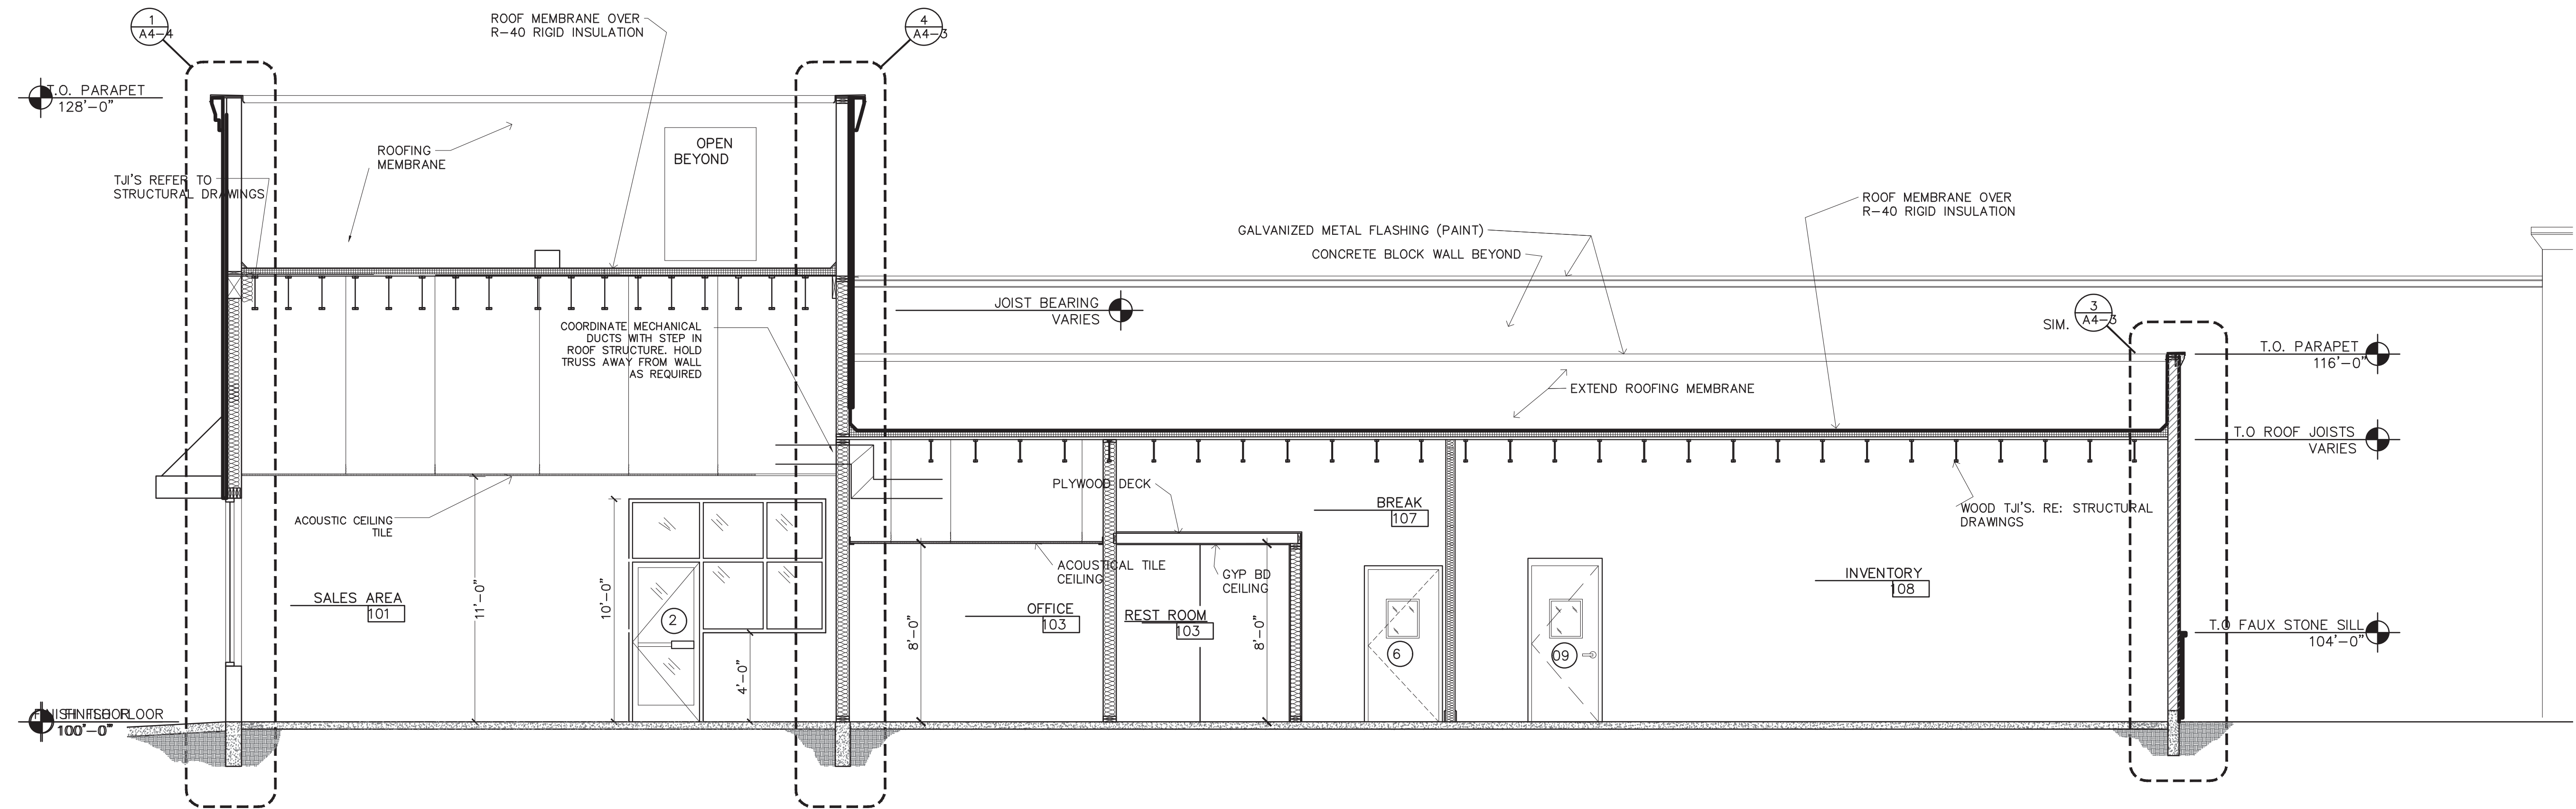 1
A4-4
ROOF MEMBRANE OVER
R-40 RIGID INSULATION
4
A4-3
T.O. PARAPET
128'-0"
ROOFING
MEMBRANE
OPEN
BEYOND
TJI'S REFER TO
STRUCTURAL DRAWINGS
ROOF MEMBRANE OVER
R-40 RIGID INSULATION
GALVANIZED METAL FLASHING (PAINT)
CONCRETE BLOCK WALL BEYOND
JOIST BEARING
VARIES
3
A4-3
SIM.
COORDINATE MECHANICAL
DUCTS WITH STEP IN
ROOF STRUCTURE. HOLD
TRUSS AWAY FROM WALL
AS REQUIRED
T.O. PARAPET
116'-0"
EXTEND ROOFING MEMBRANE
T.O ROOF JOISTS
VARIES
PLYWOOD DECK
BREAK
107
WOOD TJI'S. RE: STRUCTURAL
DRAWINGS
ACOUSTIC CEILING
TILE
ACOUSTICAL TILE
CEILING
GYP BD
CEILING
INVENTORY
108
SALES AREA
101
11'-0"
10'-0"
2
4'-0"
8'-0"
OFFICE
103
REST ROOM
103
8'-0"
6
09
T.O FAUX STONE SILL
104'-0"
FINISH FLOOR
FINISH FLOOR
100'-0"
100'-0"